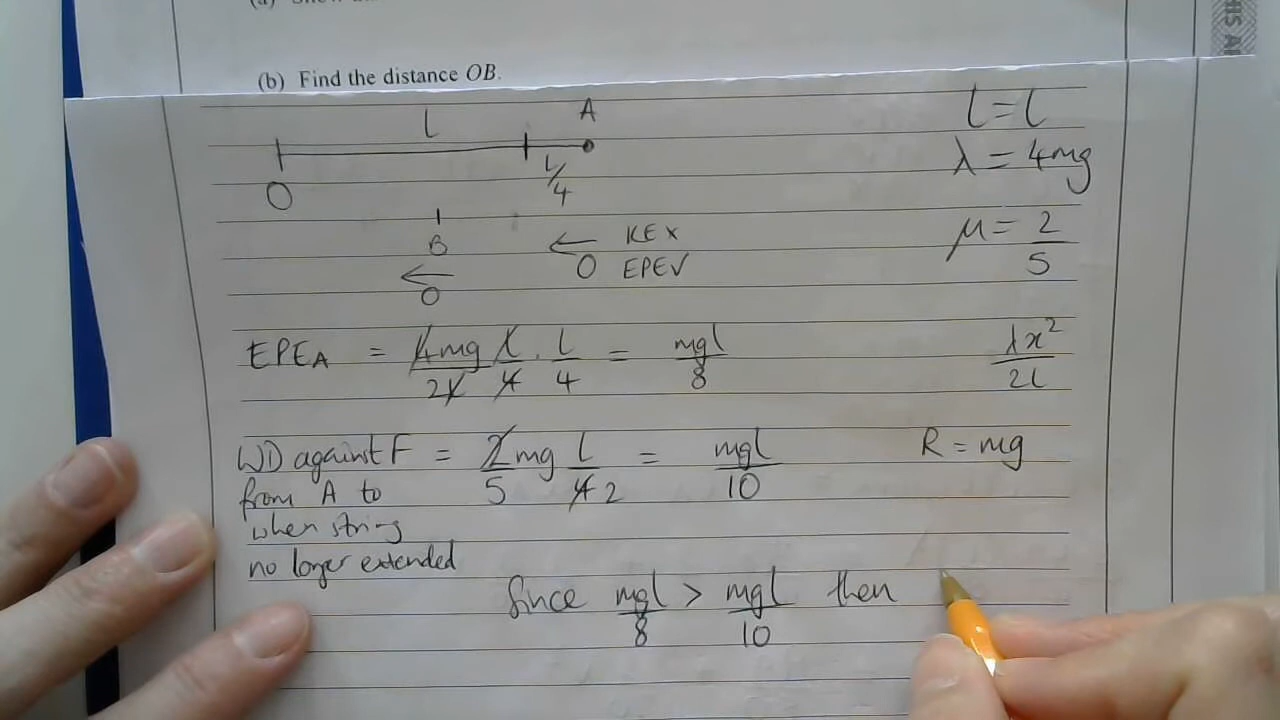 (b) Find the distance OB.
l A l = l
O l/4 λ = 4mg
B ← KE x μ = 2/5
← 0 EPE ✓
0
EPE_A = 4mg/2l l/4 . l/4 = mgl/8 λx²/2l
WD against F = 2/5 mg l/4 2 = mgl/10 R = mg
from A to
when string
no longer extended
Since mgl/8 > mgl/10 then